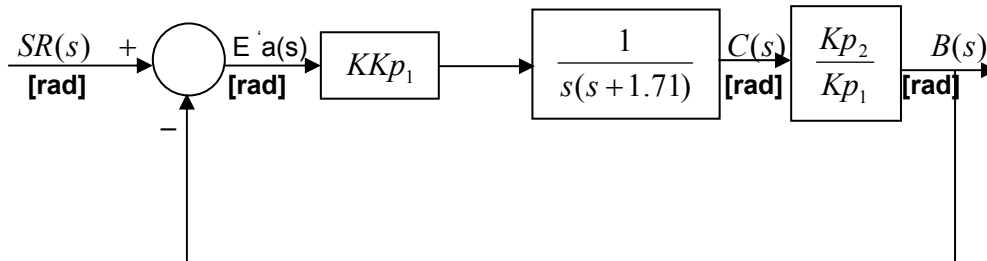 SR(s) + E 'a(s) KKp₁ 1/(s(s+1.71)) C(s) Kp₂/Kp₁ B(s)
[rad] [rad] [rad] [rad]
−